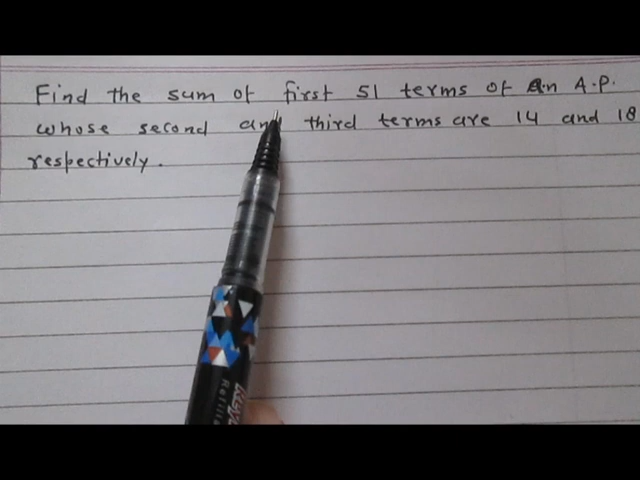 Find the sum of first 51 terms of an A.P.
whose second and third terms are 14 and 18
respectively.